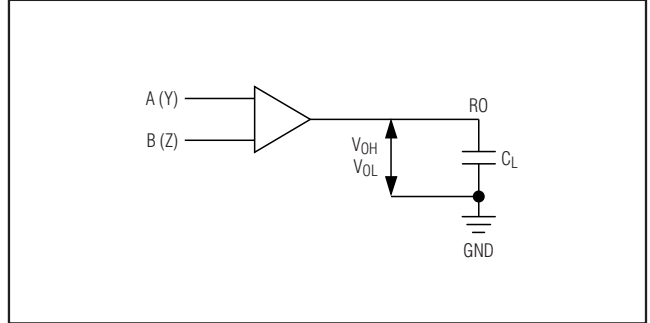 A (Y)
B (Z)
VOH
VOL
RO
CL
GND